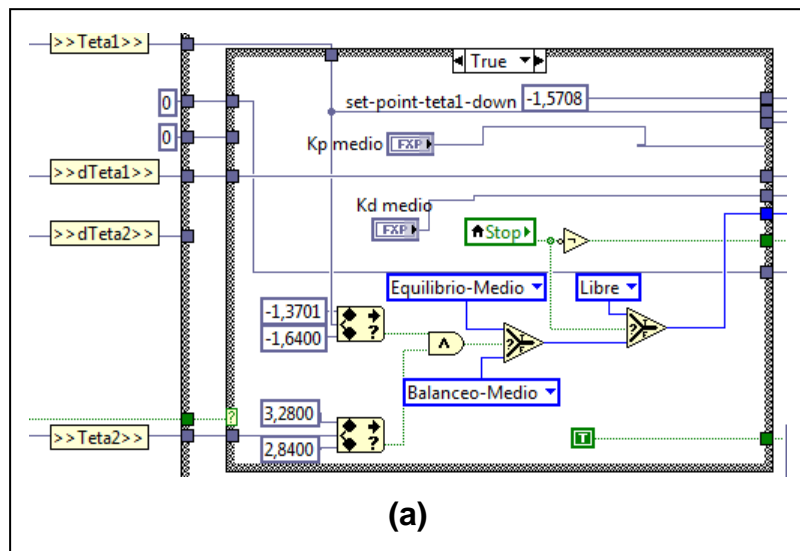 >>Teta1>>
True
0
set-point-teta1-down -1,5708
0
Kp medio FXP
>>dTeta1>>
Kd medio
>>dTeta2>>
FXP
Stop
Equilibrio-Medio
Libre
-1,3701
-1,6400
?
?
T
F
?
T
F
Balanceo-Medio
3,2800
?
>>Teta2>>
?
2,8400
T
(a)